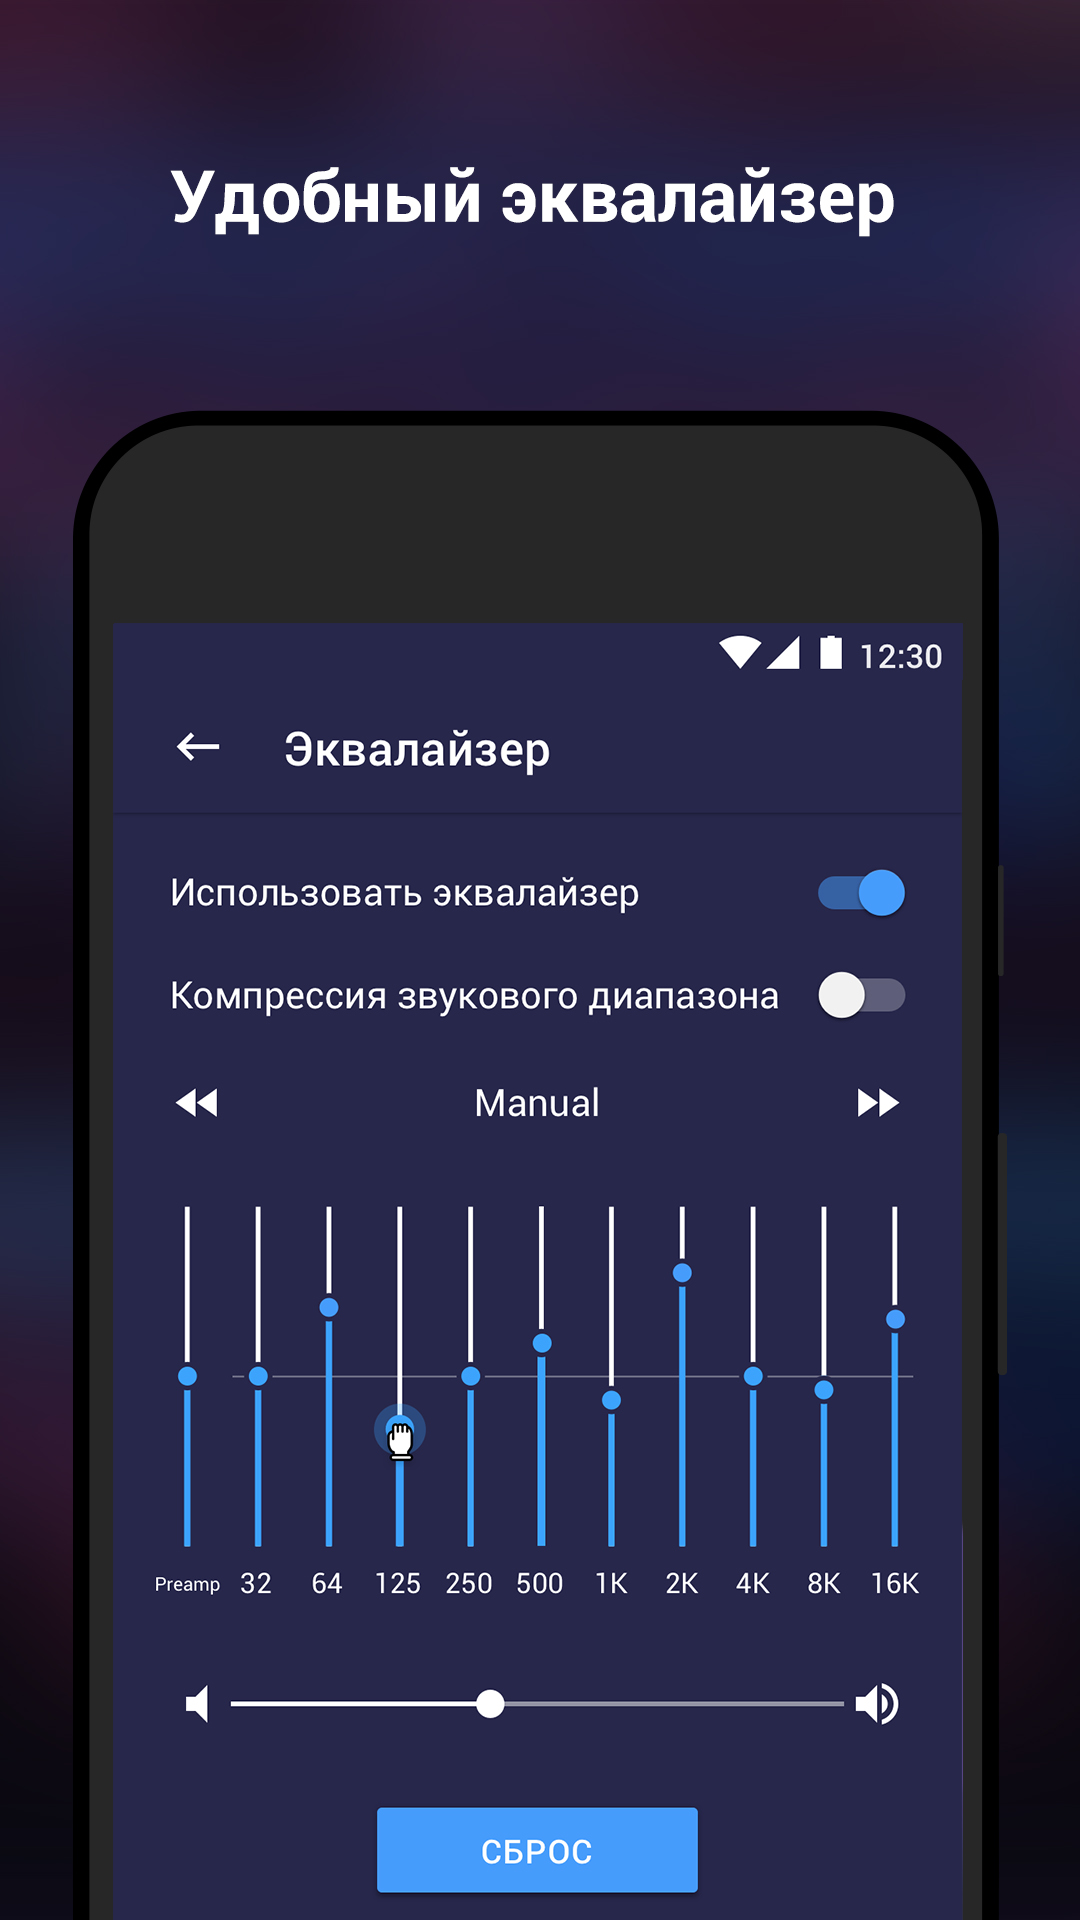 Удобный эквалайзер
12:30
Эквалайзер
Использовать эквалайзер
Компрессия звукового диапазона
Manual
Preamp 32 64 125 250 500 1K 2K 4K 8K 16K
СБРОС